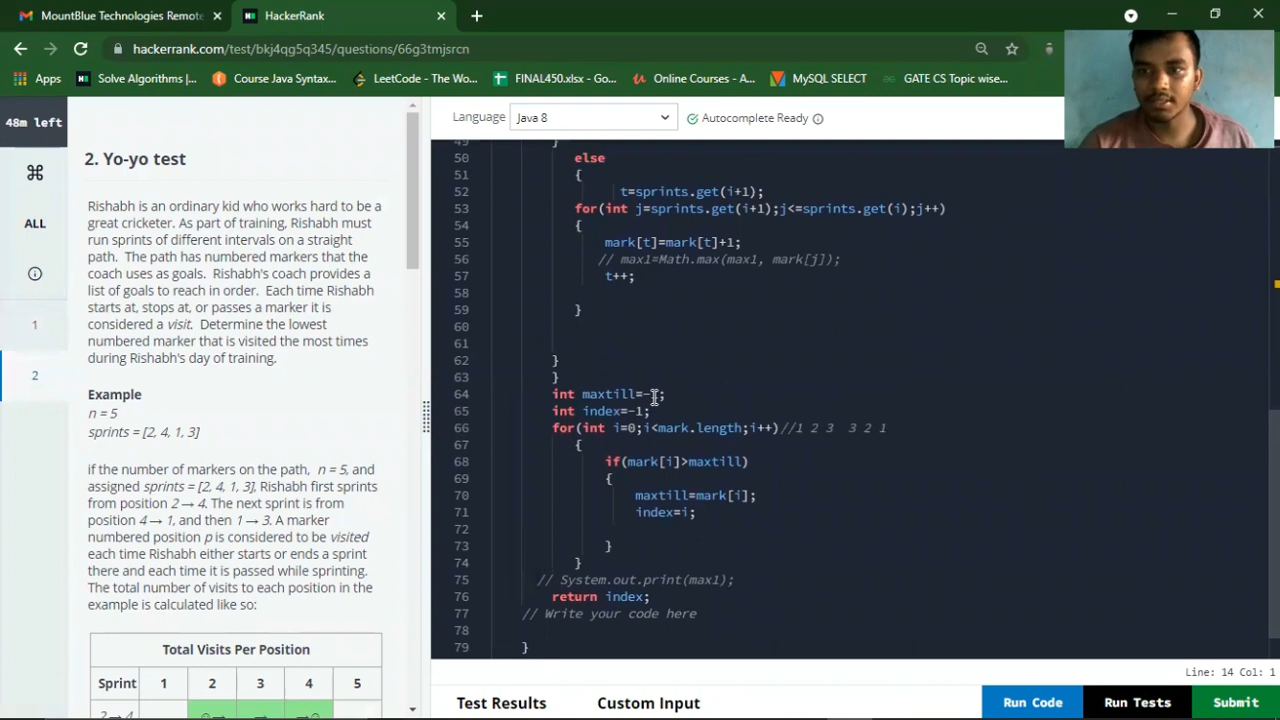 MountBlue Technologies Remote
HackerRank
hackerrank.com/test/bkj4qg5q345/questions/66g3tmjsrcn
Apps
Solve Algorithms |...
Course Java Syntax...
LeetCode - The Wo...
FINAL450.xlsx - Go...
Online Courses - A...
MySQL SELECT
GATE CS Topic wise...
48m left
ALL
1
2
2. Yo-yo test
Rishabh is an ordinary kid who works hard to be a
great cricketer. As part of training, Rishabh must
run sprints of different intervals on a straight
path. The path has numbered markers that the
coach uses as goals. Rishabh's coach provides a
list of goals to reach in order. Each time Rishabh
starts at, stops at, or passes a marker it is
considered a visit. Determine the lowest
numbered marker that is visited the most times
during Rishabh's day of training.
Example
n = 5
sprints = [2, 4, 1, 3]
if the number of markers on the path, n = 5, and
assigned sprints = [2, 4, 1, 3], Rishabh first sprints
from position 2 → 4. The next sprint is from
position 4 → 1, and then 1 → 3. A marker
numbered position p is considered to be visited
each time Rishabh either starts or ends a sprint
there and each time it is passed while sprinting.
The total number of visits to each position in the
example is calculated like so:
Total Visits Per Position
Sprint 1 2 3 4 5
2 → 4
Language
Java 8
Autocomplete Ready
49 }
50 else
51 {
52 t=sprints.get(i+1);
53 for(int j=sprints.get(i+1);j<=sprints.get(i);j++)
54 {
55 mark[t]=mark[t]+1;
56 // max1=Math.max(max1, mark[j]);
57 t++;
58
59 }
60
61
62 }
63 }
64 int maxtill=-;
65 int index=-1;
66 for(int i=0;i<mark.length;i++)//1 2 3 3 2 1
67 {
68 if(mark[i]>maxtill)
69 {
70 maxtill=mark[i];
71 index=i;
72
73 }
74 }
75 // System.out.print(max1);
76 return index;
77 // Write your code here
78
79 }
Line: 14 Col: 1
Test Results
Custom Input
Run Code
Run Tests
Submit